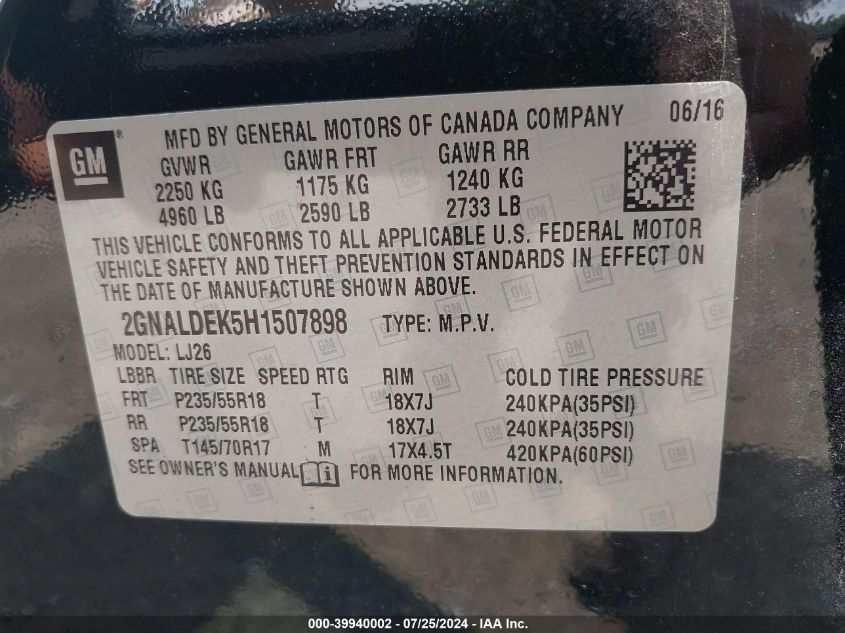 MFD BY GENERAL MOTORS OF CANADA COMPANY 06/16
GM ®
GVWR GAWR FRT GAWR RR
2250 KG 1175 KG 1240 KG
4960 LB 2590 LB 2733 LB
THIS VEHICLE CONFORMS TO ALL APPLICABLE U.S. FEDERAL MOTOR
VEHICLE SAFETY AND THEFT PREVENTION STANDARDS IN EFFECT ON
THE DATE OF MANUFACTURE SHOWN ABOVE.
2GNALDEK5H1507898 TYPE: M.P.V.
MODEL: LJ26
LBBR TIRE SIZE SPEED RTG RIM COLD TIRE PRESSURE
FRT P235/55R18 T 18X7J 240KPA(35PSI)
RR P235/55R18 T 18X7J 240KPA(35PSI)
SPA T145/70R17 M 17X4.5T 420KPA(60PSI)
SEE OWNER'S MANUAL i FOR MORE INFORMATION.
000-39940002 - 07/25/2024 - IAA Inc.